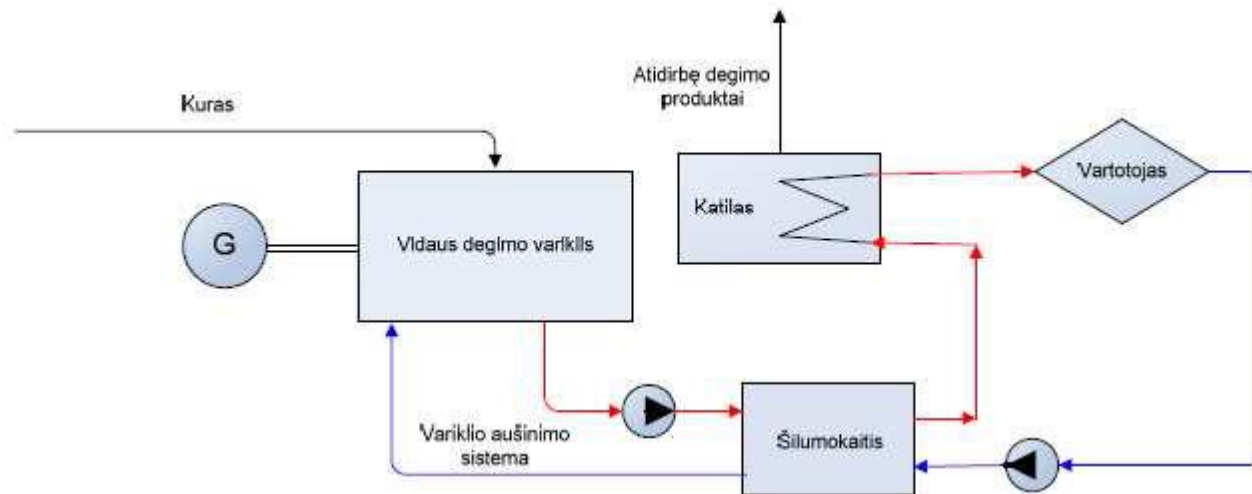 Atidirbę degimo
produktai
Kuras
Vartotojas
Katilas
G
Vidaus degimo variklis
Variklio aušinimo
sistema
Šilumokaitis